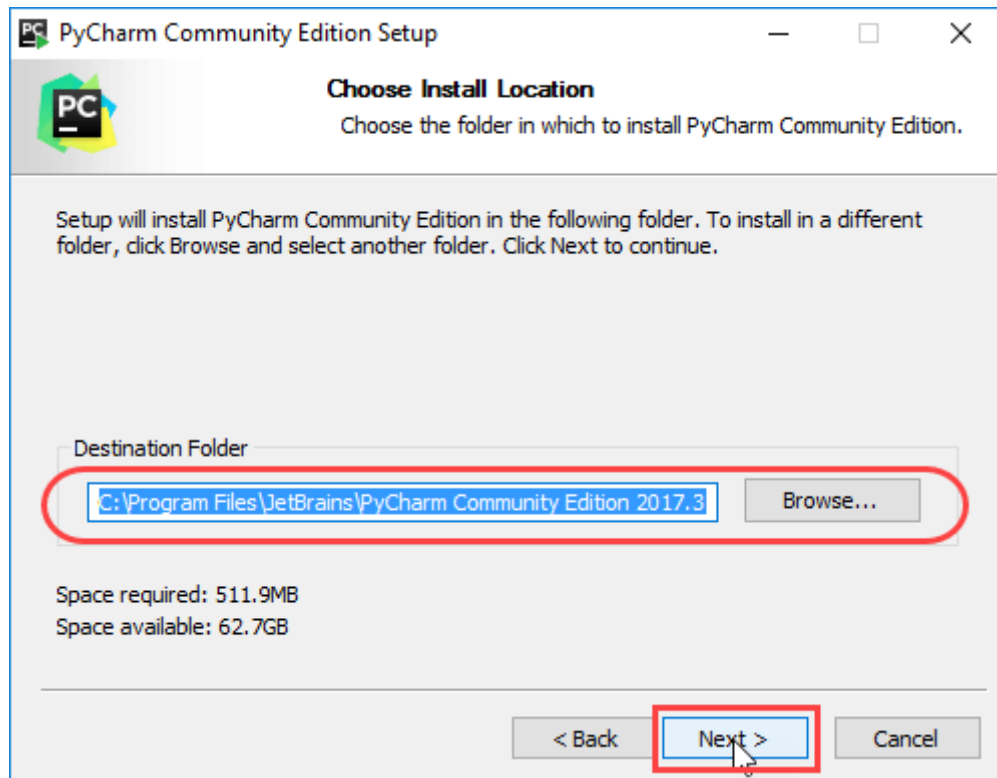 PyCharm Community Edition Setup
PC
Choose Install Location
Choose the folder in which to install PyCharm Community Edition.
Setup will install PyCharm Community Edition in the following folder. To install in a different
folder, click Browse and select another folder. Click Next to continue.
Destination Folder
C:\Program Files\JetBrains\PyCharm Community Edition 2017.3
Browse...
Space required: 511.9MB
Space available: 62.7GB
< Back
Next >
Cancel